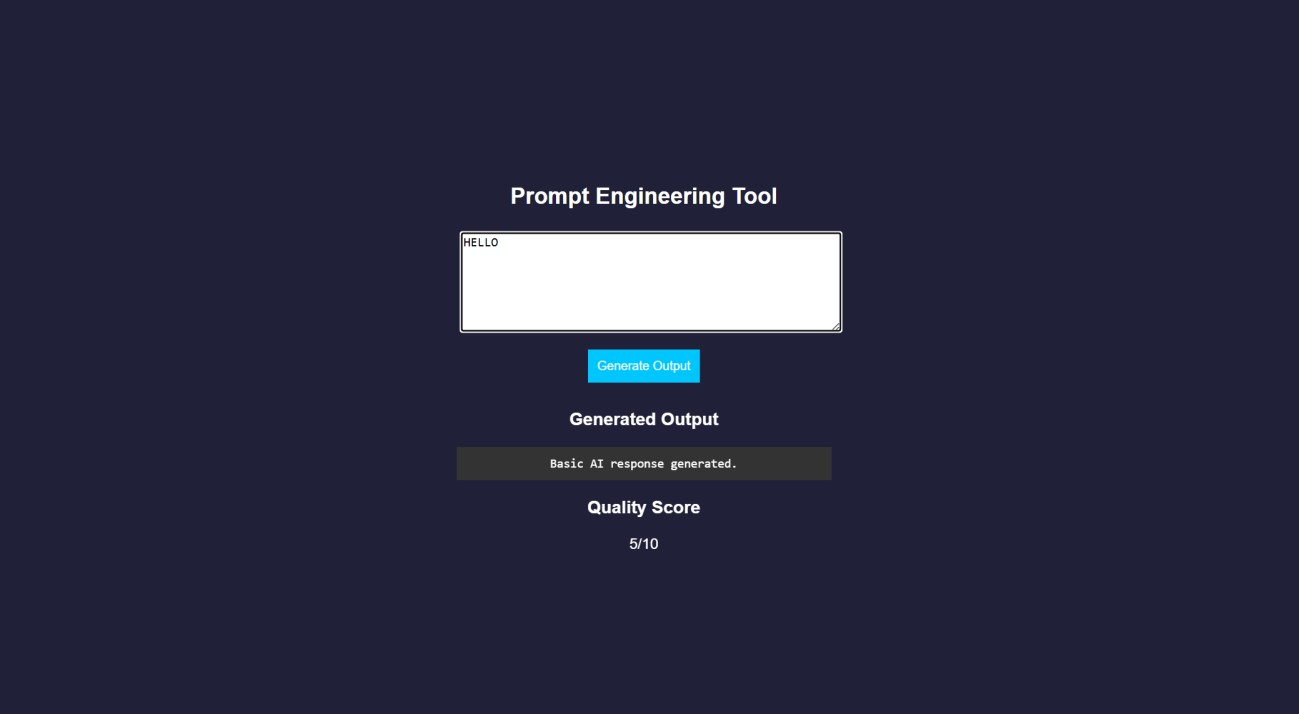 Prompt Engineering Tool
HELLO
Generate Output
Generated Output
Basic AI response generated.
Quality Score
5/10